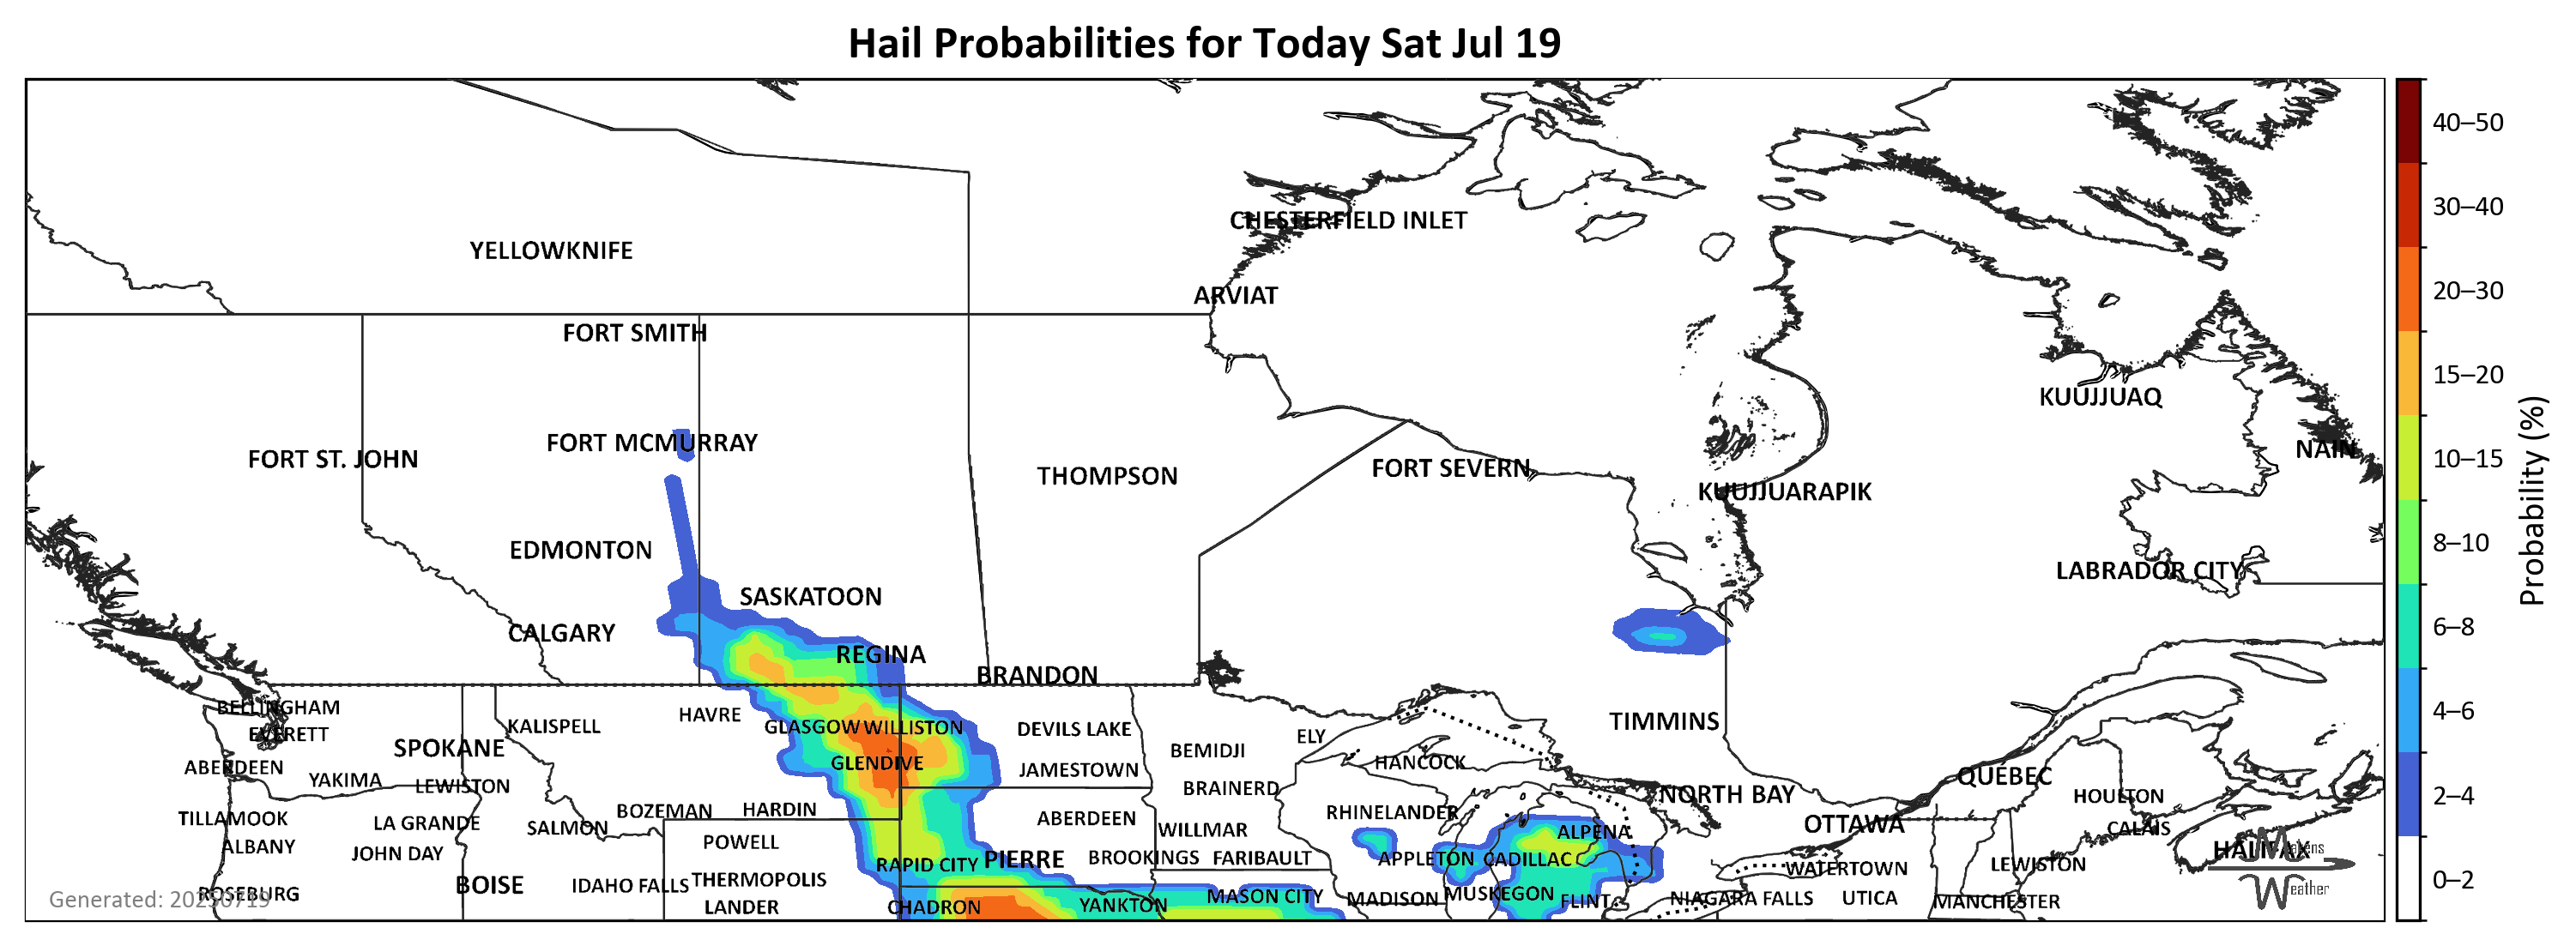 Hail Probabilities for Today Sat Jul 19
CHESTERFIELD INLET
YELLOWKNIFE
ARVIAT
FORT SMITH
KUUJJUAQ
FORT MCMURRAY
NAIN
FORT ST. JOHN
FORT SEVERN
THOMPSON
KUUJJUARAPIK
EDMONTON
LABRADOR CITY
SASKATOON
CALGARY
REGINA
BRANDON
BELLINGHAM
HAVRE
TIMMINS
KALISPELL
GLASGOW WILLISTON
DEVILS LAKE
EVERETT
ELY
SPOKANE
BEMIDJI
ABERDEEN
GLENDIVE
JAMESTOWN
HANCOCK
QUÉBEC
YAKIMA
LEWISTON
BRAINERD
NORTH BAY
HOULTON
BOZEMAN
HARDIN
RHINELANDER
TILLAMOOK
LA GRANDE
SALMON
ABERDEEN
WILLMAR
ALPENA
OTTAWA
CALAIS
ALBANY
JOHN DAY
POWELL
RAPID CITY
PIERRE
BROOKINGS
FARIBAULT
APPLETON
CADILLAC
WATERTOWN
LEWISTON
HALIFAX
BOISE
IDAHO FALLS
THERMOPOLIS
ROSEBURG
LANDER
CHADRON
YANKTON
MASON CITY
MADISON
MUSKEGON
FLINT
NIAGARA FALLS
UTICA
MANCHESTER
Generated: 20250719
eather
40–50
30–40
20–30
15–20
10–15
8–10
6–8
4–6
2–4
0–2
Probability (%)